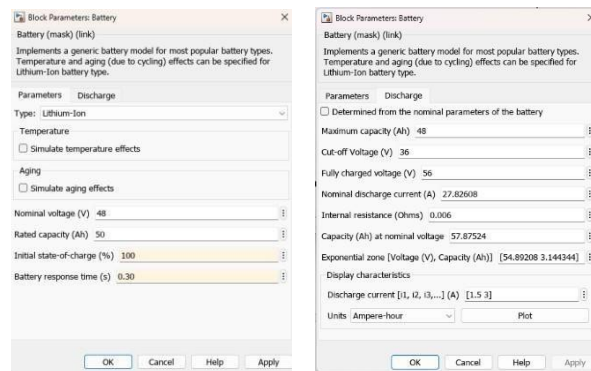 Block Parameters: Battery
Battery (mask) (link)
Implements a generic battery model for most popular battery types.
Temperature and aging (due to cycling) effects can be specified for
Lithium-Ion battery type.
Parameters Discharge
Type: Lithium-Ion
Temperature
Simulate temperature effects
Aging
Simulate aging effects
Nominal voltage (V) 48
Rated capacity (Ah) 50
Initial state-of-charge (%) 100
Battery response time (s) 0.30
OK Cancel Help Apply
Block Parameters: Battery
Battery (mask) (link)
Implements a generic battery model for most popular battery types.
Temperature and aging (due to cycling) effects can be specified for
Lithium-Ion battery type.
Parameters Discharge
Determined from the nominal parameters of the battery
Maximum capacity (Ah) 48
Cut-off Voltage (V) 36
Fully charged voltage (V) 56
Nominal discharge current (A) 27.82608
Internal resistance (Ohms) 0.006
Capacity (Ah) at nominal voltage 57.87524
Exponential zone [Voltage (V), Capacity (Ah)] [54.89208 3.144344]
Display characteristics
Discharge current [i1, i2, i3,...] (A) [1.5 3]
Units Ampere-hour Plot
OK Cancel Help Apply